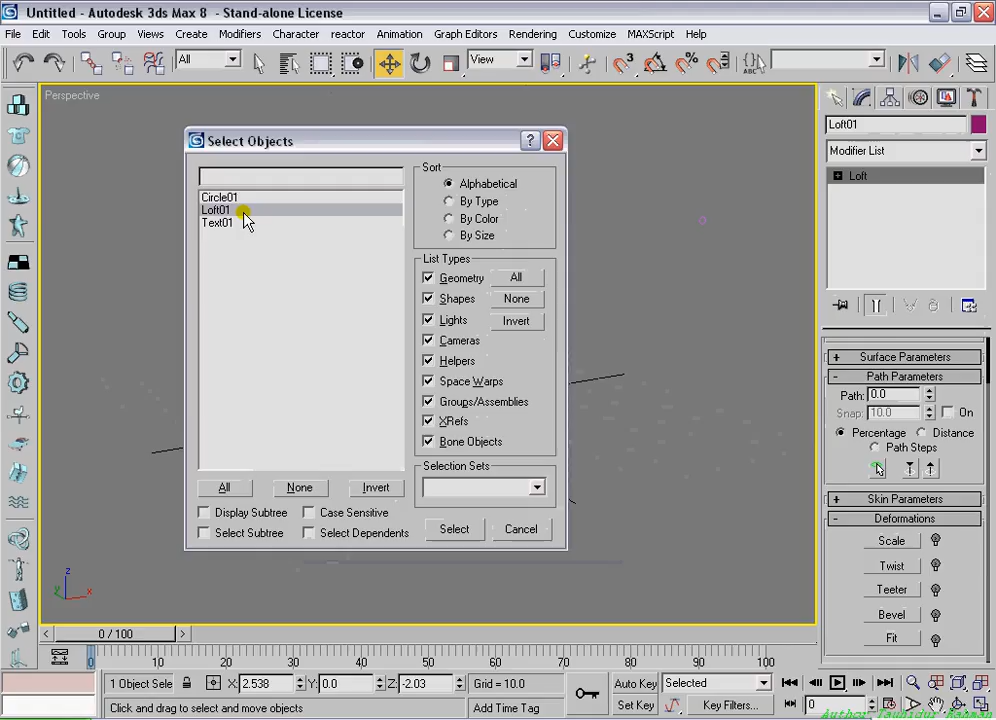 Untitled - Autodesk 3ds Max 8 - Stand-alone License
File Edit Tools Group Views Create Modifiers Character reactor Animation Graph Editors Rendering Customize MAXScript Help
All
View
Perspective
Select Objects
Circle01
Loft01
Text01
All None Invert
Display Subtree Case Sensitive
Select Subtree Select Dependents
Sort
Alphabetical
By Type
By Color
By Size
List Types
Geometry All
Shapes None
Lights Invert
Cameras
Helpers
Space Warps
Groups/Assemblies
XRefs
Bone Objects
Selection Sets
Select Cancel
Loft01
Modifier List
Loft
+ Surface Parameters
- Path Parameters
Path: 0.0
Snap: 10.0 On
Percentage Distance
Path Steps
+ Skin Parameters
- Deformations
Scale
Twist
Teeter
Bevel
Fit
z
y x
< 0 / 100 >
0 10 20 30 40 50 60 70 80 90 100
1 Object Sele X: 2.538 Y: 0.0 Z: -2.03 Grid = 10.0 Auto Key Selected
Click and drag to select and move objects Add Time Tag Set Key Key Filters... 0
Author Tauhidur Rahman